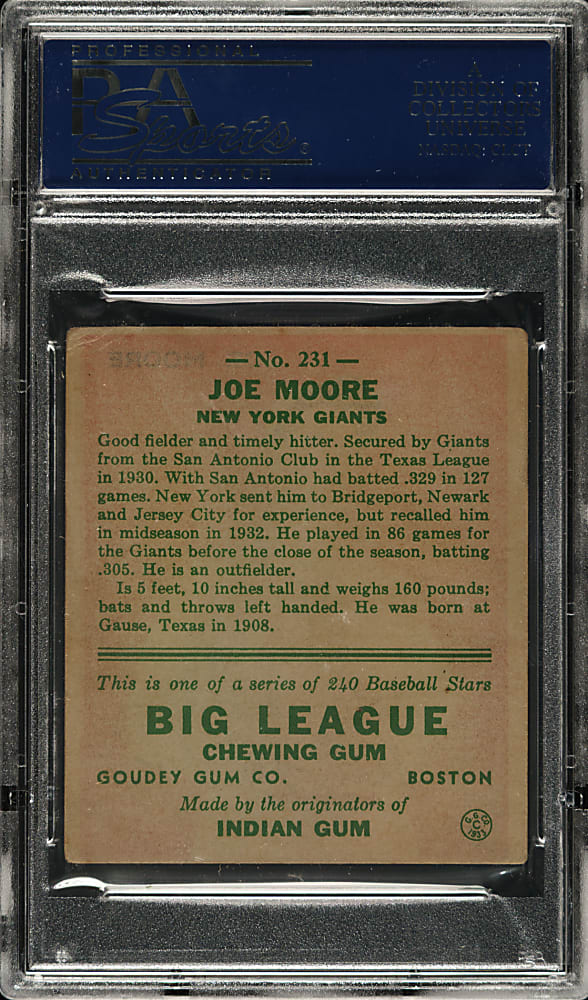 PROFESSIONAL
PSA
Sports
AUTHENTICATOR
A
DIVISION OF
COLLECTORS
UNIVERSE
NASDAQ: CLCT
MOORE
— No. 231 —
JOE MOORE
NEW YORK GIANTS
Good fielder and timely hitter. Secured by Giants
from the San Antonio Club in the Texas League
in 1930. With San Antonio had batted .329 in 127
games. New York sent him to Bridgeport, Newark
and Jersey City for experience, but recalled him
in midseason in 1932. He played in 86 games for
the Giants before the close of the season, batting
.305. He is an outfielder.
Is 5 feet, 10 inches tall and weighs 160 pounds;
bats and throws left handed. He was born at
Gause, Texas in 1908.
This is one of a series of 240 Baseball Stars
BIG LEAGUE
CHEWING GUM
GOUDEY GUM CO. BOSTON
Made by the originators of
INDIAN GUM
G.G.CO.
C
1933